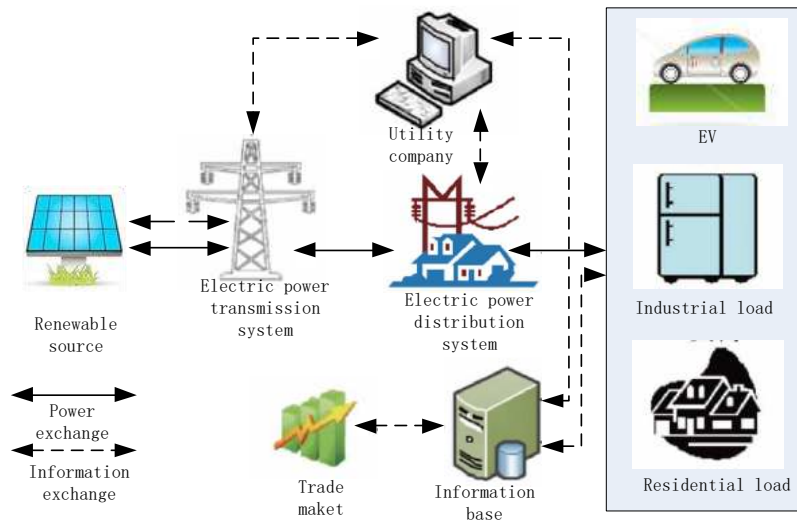 Utility
company
EV
Electric power
transmission
system
Electric power
distribution
system
Industrial load
Renewable
source
Power
exchange
Information
exchange
Trade
maket
Information
base
Residential load